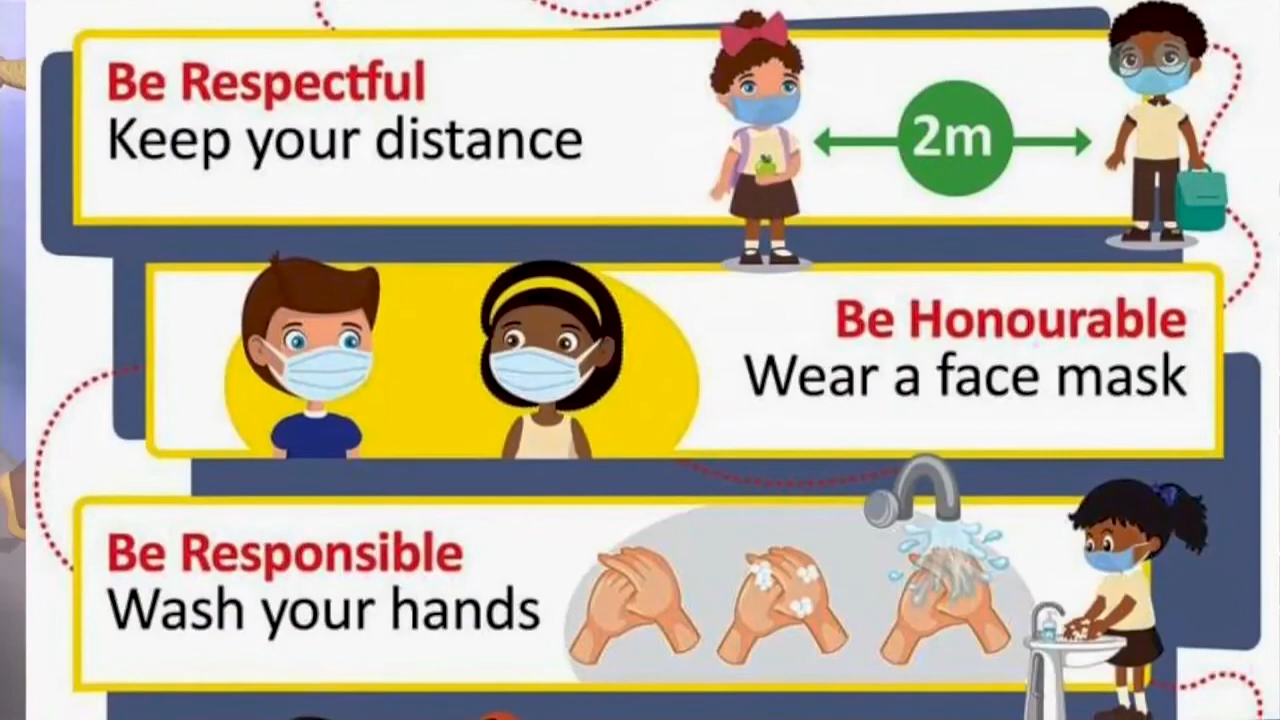 Be Respectful
Keep your distance
2m
Be Honourable
Wear a face mask
Be Responsible
Wash your hands